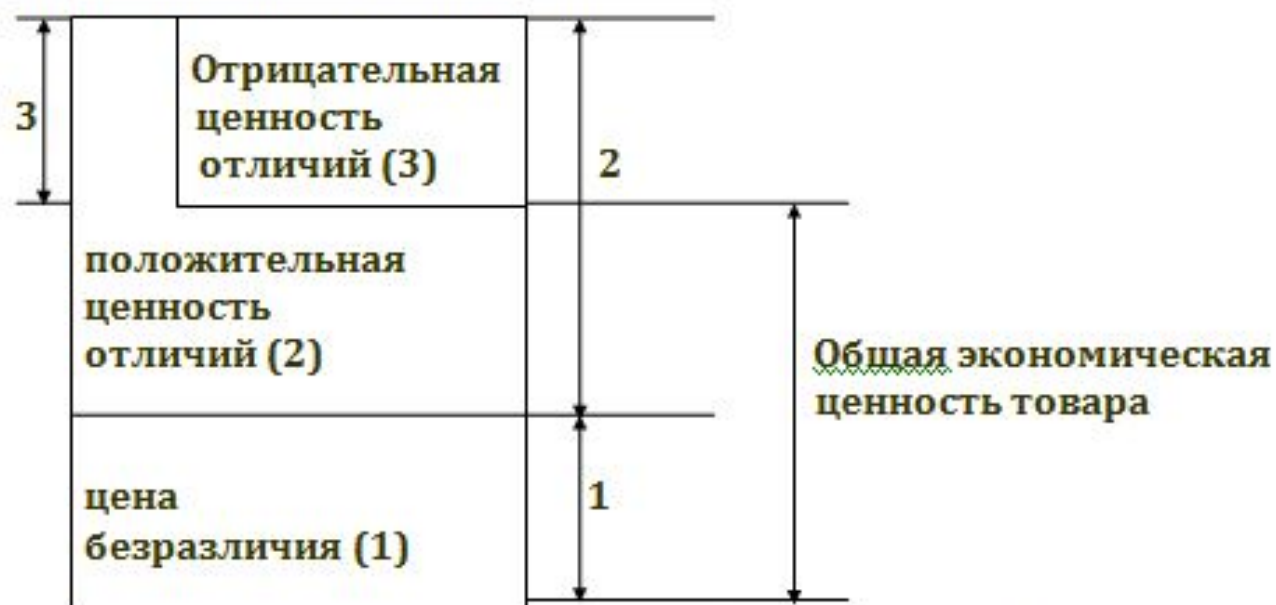 Отрицательная
ценность
отличий (3)
3
2
положительная
ценность
отличий (2)
Общая экономическая
ценность товара
цена
безразличия (1)
1